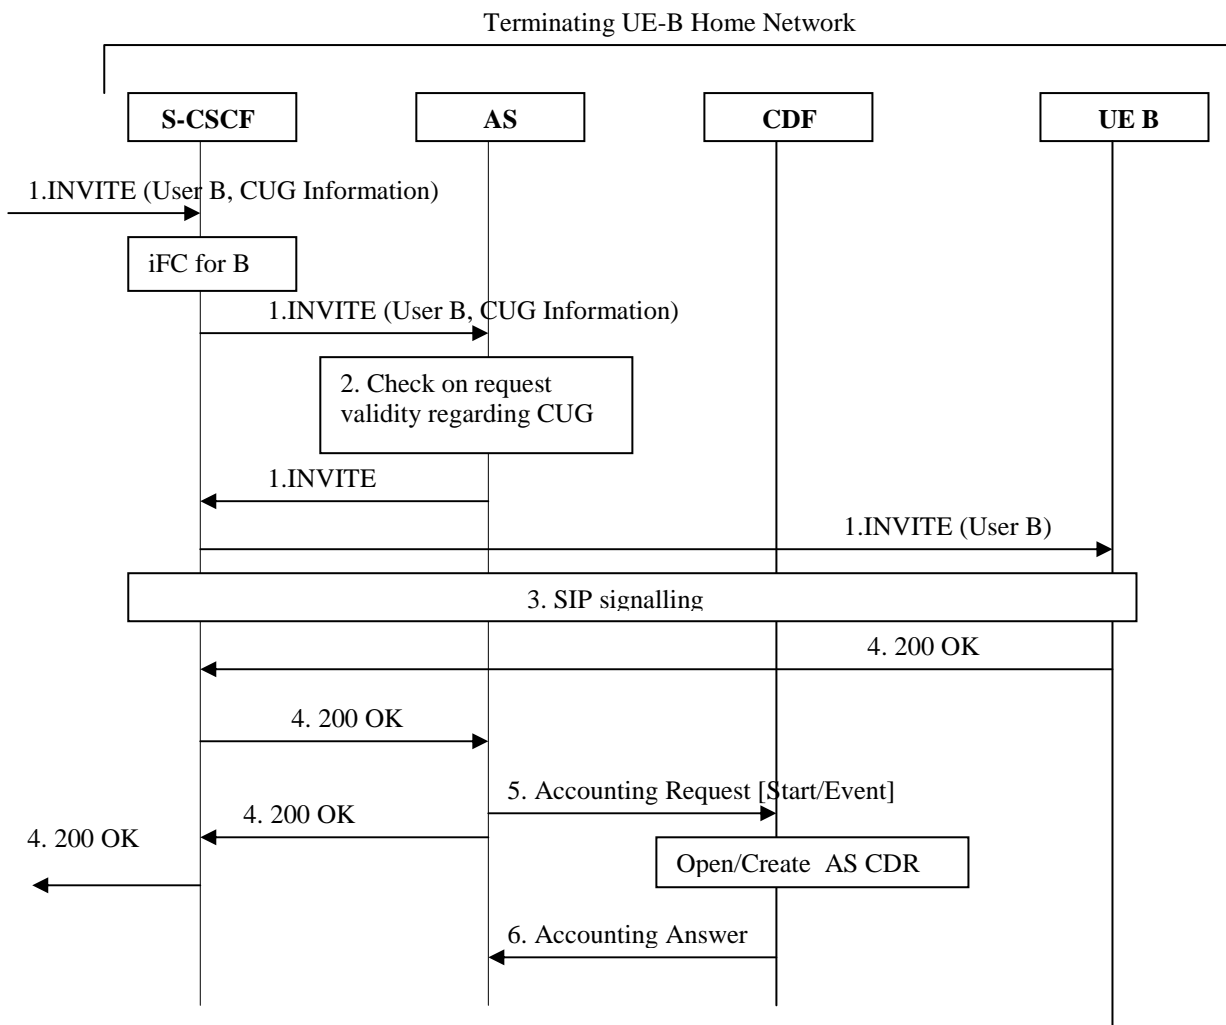 Terminating UE-B Home Network
S-CSCF
AS
CDF
UE B
1.INVITE (User B, CUG Information)
iFC for B
1.INVITE (User B, CUG Information)
2. Check on request
validity regarding CUG
1.INVITE
1.INVITE (User B)
3. SIP signalling
4. 200 OK
4. 200 OK
5. Accounting Request [Start/Event]
4. 200 OK
4. 200 OK
Open/Create AS CDR
6. Accounting Answer